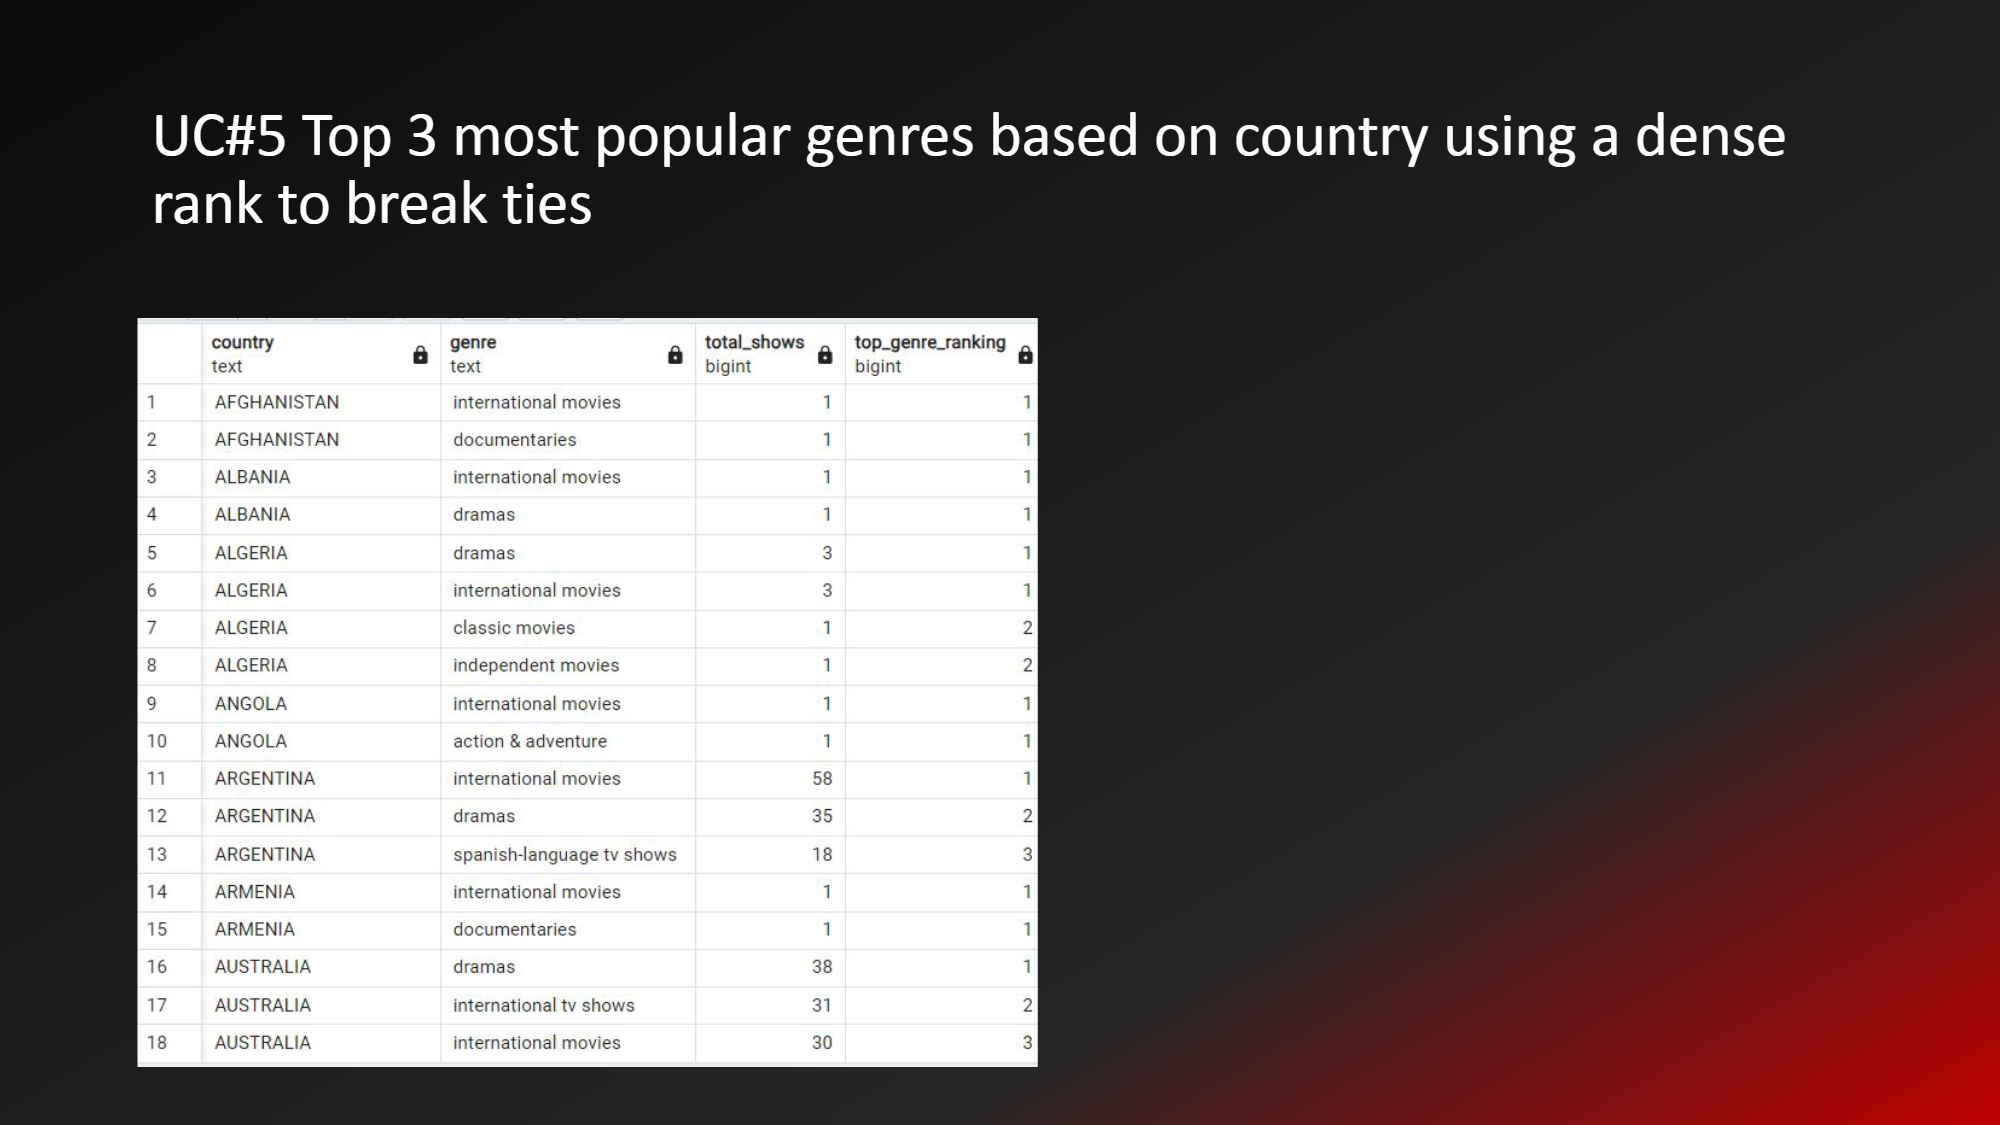 UC#5 Top 3 most popular genres based on country using a dense
rank to break ties
country genre total_shows top_genre_ranking
text text bigint bigint
1 AFGHANISTAN international movies 1 1
2 AFGHANISTAN documentaries 1 1
3 ALBANIA international movies 1 1
4 ALBANIA dramas 1 1
5 ALGERIA dramas 3 1
6 ALGERIA international movies 3 1
7 ALGERIA classic movies 1 2
8 ALGERIA independent movies 1 2
9 ANGOLA international movies 1 1
10 ANGOLA action & adventure 1 1
11 ARGENTINA international movies 58 1
12 ARGENTINA dramas 35 2
13 ARGENTINA spanish-language tv shows 18 3
14 ARMENIA international movies 1 1
15 ARMENIA documentaries 1 1
16 AUSTRALIA dramas 38 1
17 AUSTRALIA international tv shows 31 2
18 AUSTRALIA international movies 30 3